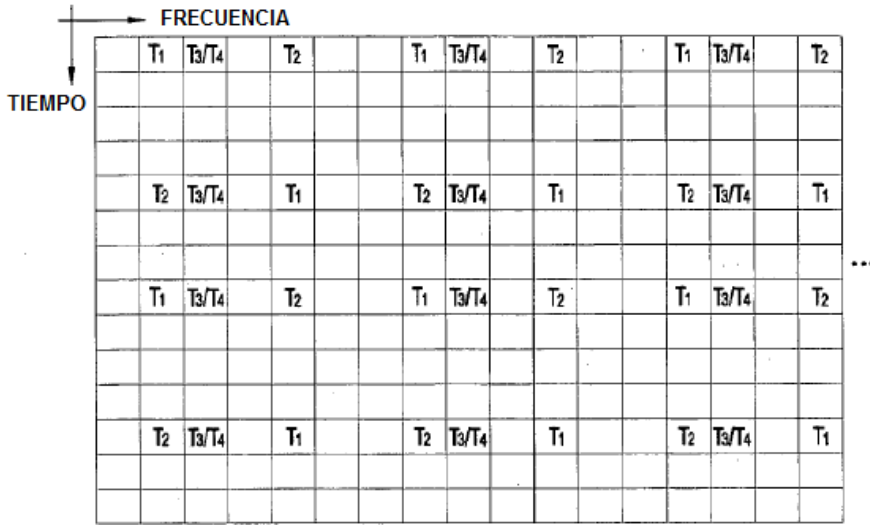 FRECUENCIA
TIEMPO
T1 T3/T4 T2 T1 T3/T4 T2 T1 T3/T4 T2
T2 T3/T4 T1 T2 T3/T4 T1 T2 T3/T4 T1
...
T1 T3/T4 T2 T1 T3/T4 T2 T1 T3/T4 T2
T2 T3/T4 T1 T2 T3/T4 T1 T2 T3/T4 T1